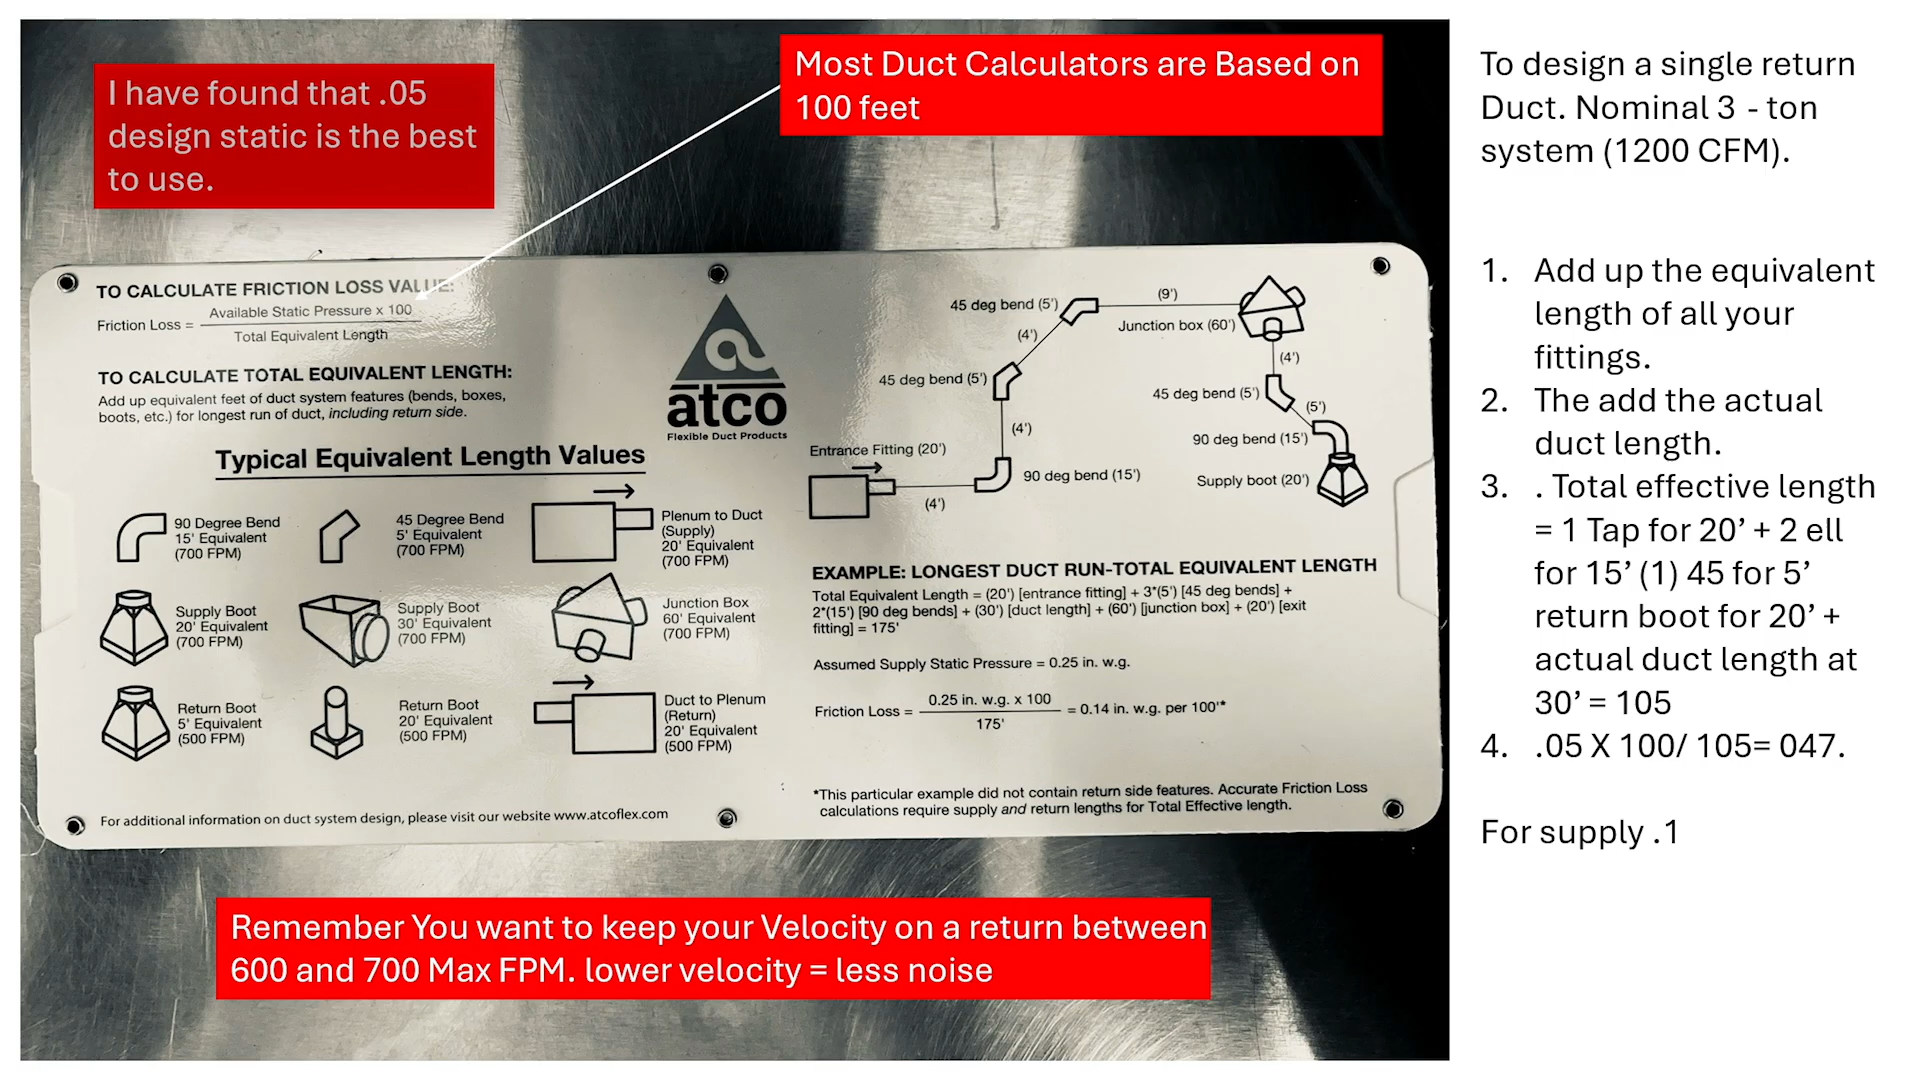 I have found that .05
design static is the best
to use.
Most Duct Calculators are Based on
100 feet
TO CALCULATE FRICTION LOSS VALUE:
Friction Loss = Available Static Pressure x 100
Total Equivalent Length
TO CALCULATE TOTAL EQUIVALENT LENGTH:
Add up equivalent feet of duct system features (bends, boxes,
boots, etc.) for longest run of duct, including return side.
Typical Equivalent Length Values
90 Degree Bend
15' Equivalent
(700 FPM)
45 Degree Bend
5' Equivalent
(700 FPM)
Plenum to Duct
(Supply)
20' Equivalent
(700 FPM)
Supply Boot
20' Equivalent
(700 FPM)
Supply Boot
30' Equivalent
(700 FPM)
Junction Box
60' Equivalent
(700 FPM)
Return Boot
5' Equivalent
(500 FPM)
Return Boot
20' Equivalent
(500 FPM)
Duct to Plenum
(Return)
20' Equivalent
(500 FPM)
For additional information on duct system design, please visit our website www.atcoflex.com
atco
Flexible Duct Products
45 deg bend (5')
(9')
Junction box (60')
(4')
(4')
45 deg bend (5')
45 deg bend (5')
(5')
(4')
90 deg bend (15')
Entrance Fitting (20')
90 deg bend (15')
Supply boot (20')
(4')
EXAMPLE: LONGEST DUCT RUN-TOTAL EQUIVALENT LENGTH
Total Equivalent Length = (20') [entrance fitting] + 3*(5') [45 deg bends] +
2*(15') [90 deg bends] + (30') [duct length] + (60') [junction box] + (20') [exit
fitting] = 175'
Assumed Supply Static Pressure = 0.25 in. w.g.
Friction Loss = 0.25 in. w.g. x 100 = 0.14 in. w.g. per 100'*
175'
*This particular example did not contain return side features. Accurate Friction Loss
calculations require supply and return lengths for Total Effective length.
Remember You want to keep your Velocity on a return between
600 and 700 Max FPM. lower velocity = less noise
To design a single return
Duct. Nominal 3 - ton
system (1200 CFM).
1. Add up the equivalent
length of all your
fittings.
2. The add the actual
duct length.
3. . Total effective length
= 1 Tap for 20’ + 2 ell
for 15’ (1) 45 for 5’
return boot for 20’ +
actual duct length at
30’ = 105
4. .05 X 100/ 105= 047.
For supply .1